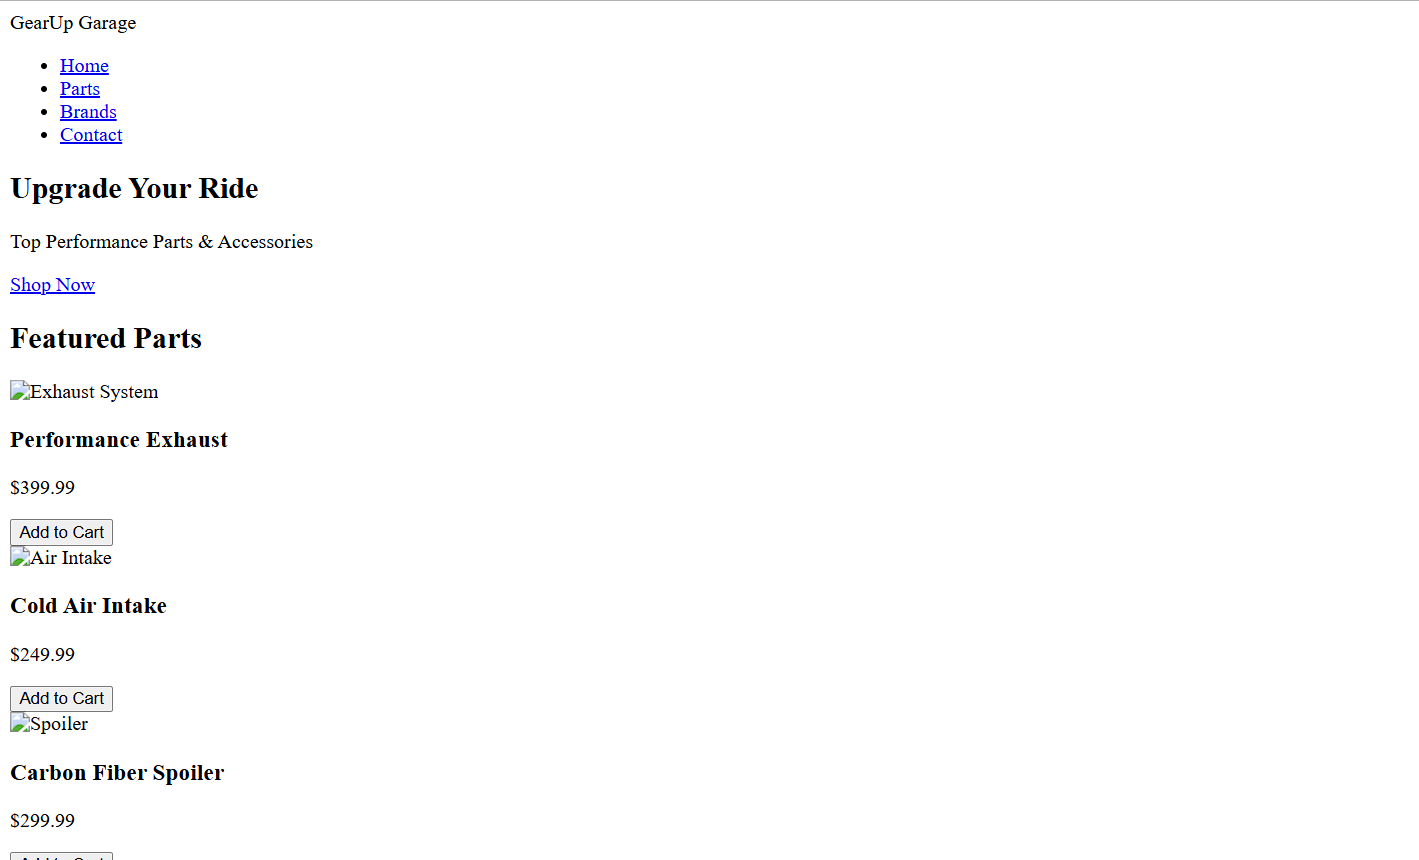 GearUp Garage
Home
Parts
Brands
Contact
Upgrade Your Ride
Top Performance Parts & Accessories
Shop Now
Featured Parts
Exhaust System
Performance Exhaust
$399.99
Add to Cart
Air Intake
Cold Air Intake
$249.99
Add to Cart
Spoiler
Carbon Fiber Spoiler
$299.99